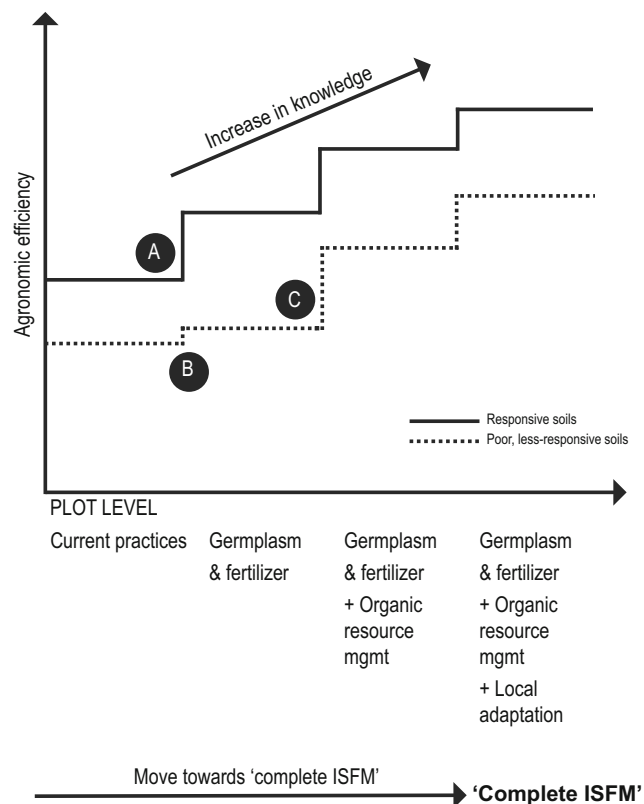 Increase in knowledge
Agronomic efficiency
A
B
C
Responsive soils
Poor, less-responsive soils
PLOT LEVEL
Current practices
Germplasm
& fertilizer
Germplasm
& fertilizer
+ Organic
resource
mgmt
Germplasm
& fertilizer
+ Organic
resource
mgmt
+ Local
adaptation
Move towards ‘complete ISFM’
‘Complete ISFM’